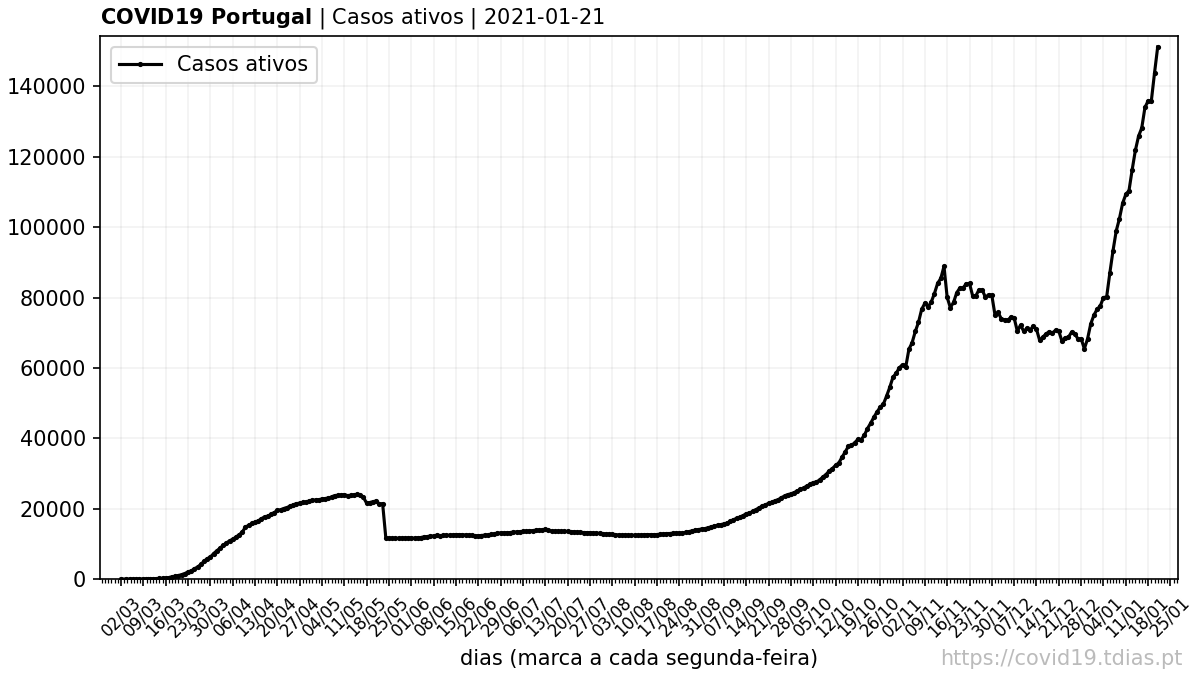 COVID19 Portugal | Casos ativos | 2021-01-21
Casos ativos
140000
120000
100000
80000
60000
40000
20000
0
02/03 09/03 16/03 23/03 30/03 06/04 13/04 20/04 27/04 04/05 11/05 18/05 25/05 01/06 08/06 15/06 22/06 29/06 06/07 13/07 20/07 27/07 03/08 10/08 17/08 24/08 31/08 07/09 14/09 21/09 28/09 05/10 12/10 19/10 26/10 02/11 09/11 16/11 23/11 30/11 07/12 14/12 21/12 28/12 04/01 11/01 18/01 25/01
dias (marca a cada segunda-feira)
https://covid19.tdias.pt